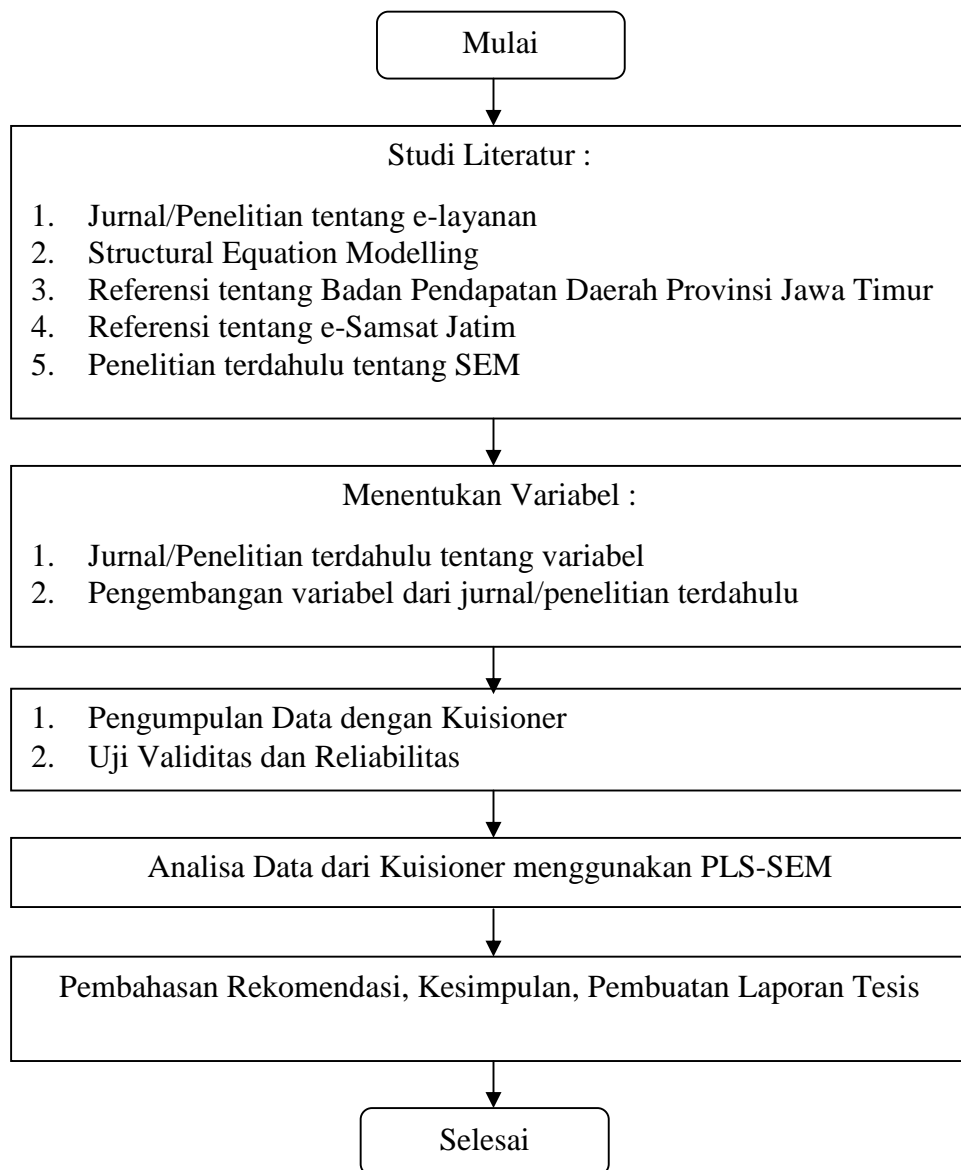 Mulai
Studi Literatur :
1. Jurnal/Penelitian tentang e-layanan
2. Structural Equation Modelling
3. Referensi tentang Badan Pendapatan Daerah Provinsi Jawa Timur
4. Referensi tentang e-Samsat Jatim
5. Penelitian terdahulu tentang SEM
Menentukan Variabel :
1. Jurnal/Penelitian terdahulu tentang variabel
2. Pengembangan variabel dari jurnal/penelitian terdahulu
1. Pengumpulan Data dengan Kuisioner
2. Uji Validitas dan Reliabilitas
Analisa Data dari Kuisioner menggunakan PLS-SEM
Pembahasan Rekomendasi, Kesimpulan, Pembuatan Laporan Tesis
Selesai